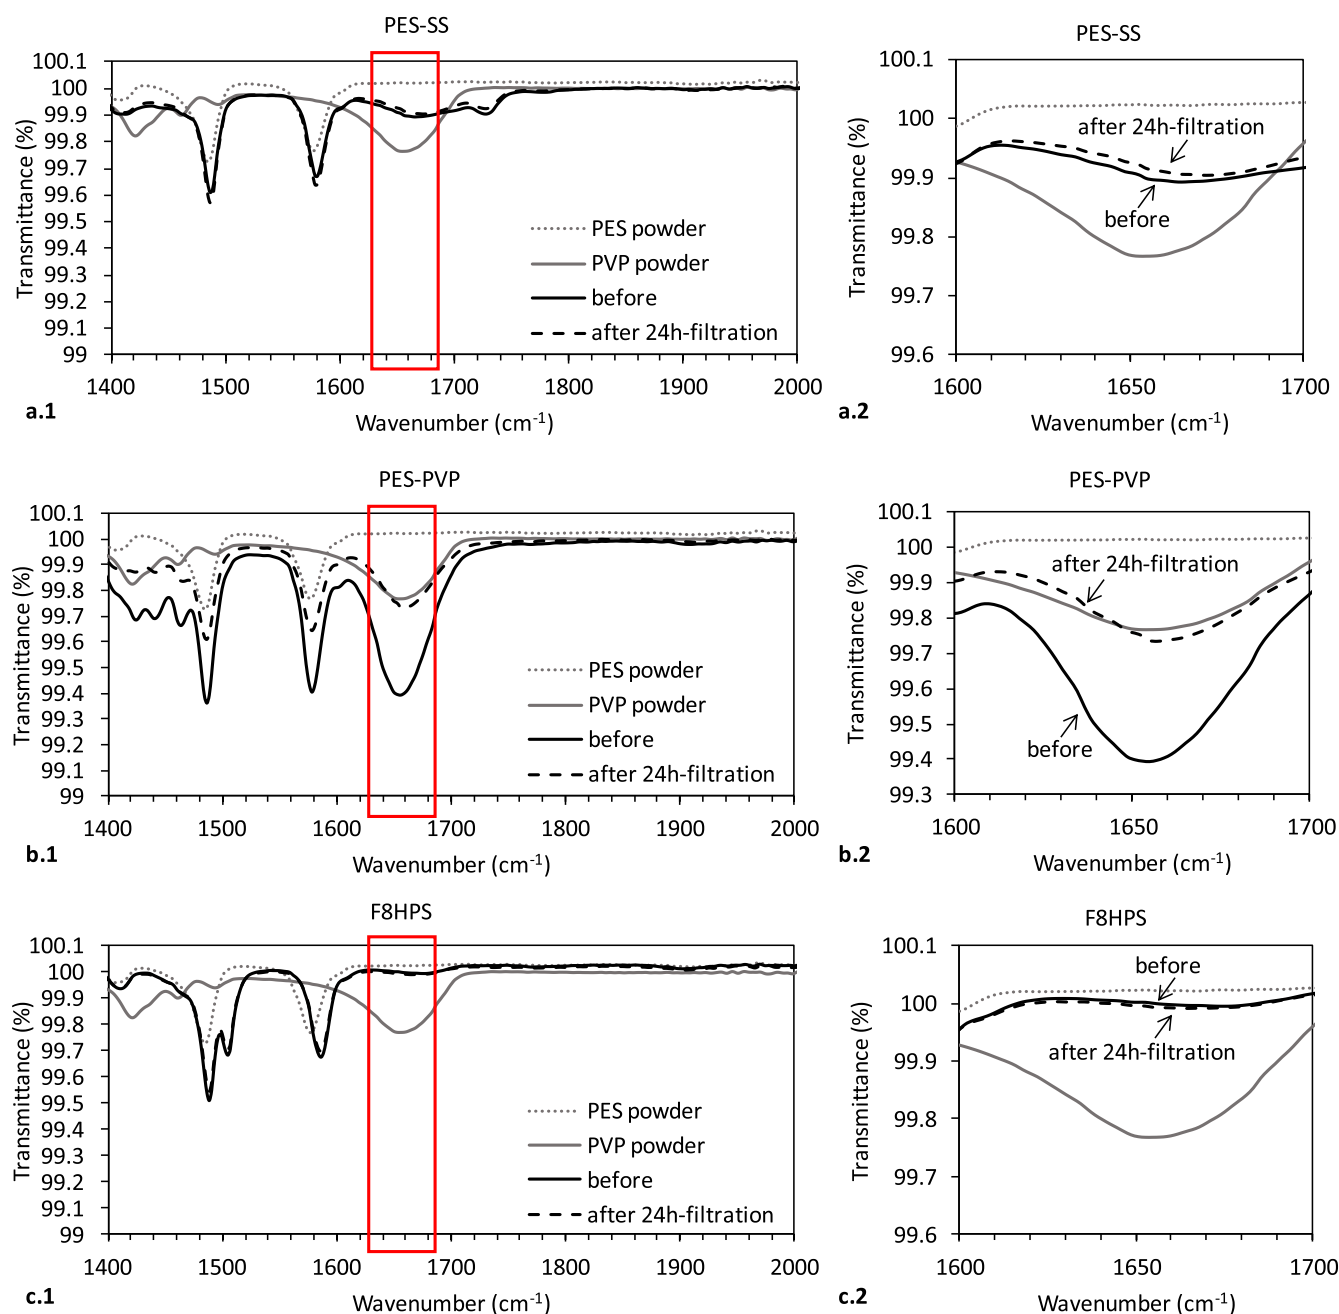 PES-SS
Transmittance (%)
100.1
100
99.9
99.8
99.7
99.6
99.5
99.4
99.3
99.2
99.1
99
PES powder
PVP powder
before
after 24h-filtration
1400 1500 1600 1700 1800 1900 2000
a.1
Wavenumber (cm-1)
PES-SS
Transmittance (%)
100.1
100
99.9
99.8
99.7
99.6
after 24h-filtration
before
1600 1650 1700
a.2
Wavenumber (cm-1)
PES-PVP
Transmittance (%)
100.1
100
99.9
99.8
99.7
99.6
99.5
99.4
99.3
99.2
99.1
99
PES powder
PVP powder
before
after 24h-filtration
1400 1500 1600 1700 1800 1900 2000
b.1
Wavenumber (cm-1)
PES-PVP
Transmittance (%)
100.1
100
99.9
99.8
99.7
99.6
99.5
99.4
99.3
after 24h-filtration
before
1600 1650 1700
b.2
Wavenumber (cm-1)
F8HPS
Transmittance (%)
100.1
100
99.9
99.8
99.7
99.6
99.5
99.4
99.3
99.2
99.1
99
PES powder
PVP powder
before
after 24h-filtration
1400 1500 1600 1700 1800 1900 2000
c.1
Wavenumber (cm-1)
F8HPS
Transmittance (%)
100.1
100
99.9
99.8
99.7
99.6
before
after 24h-filtration
1600 1650 1700
c.2
Wavenumber (cm-1)